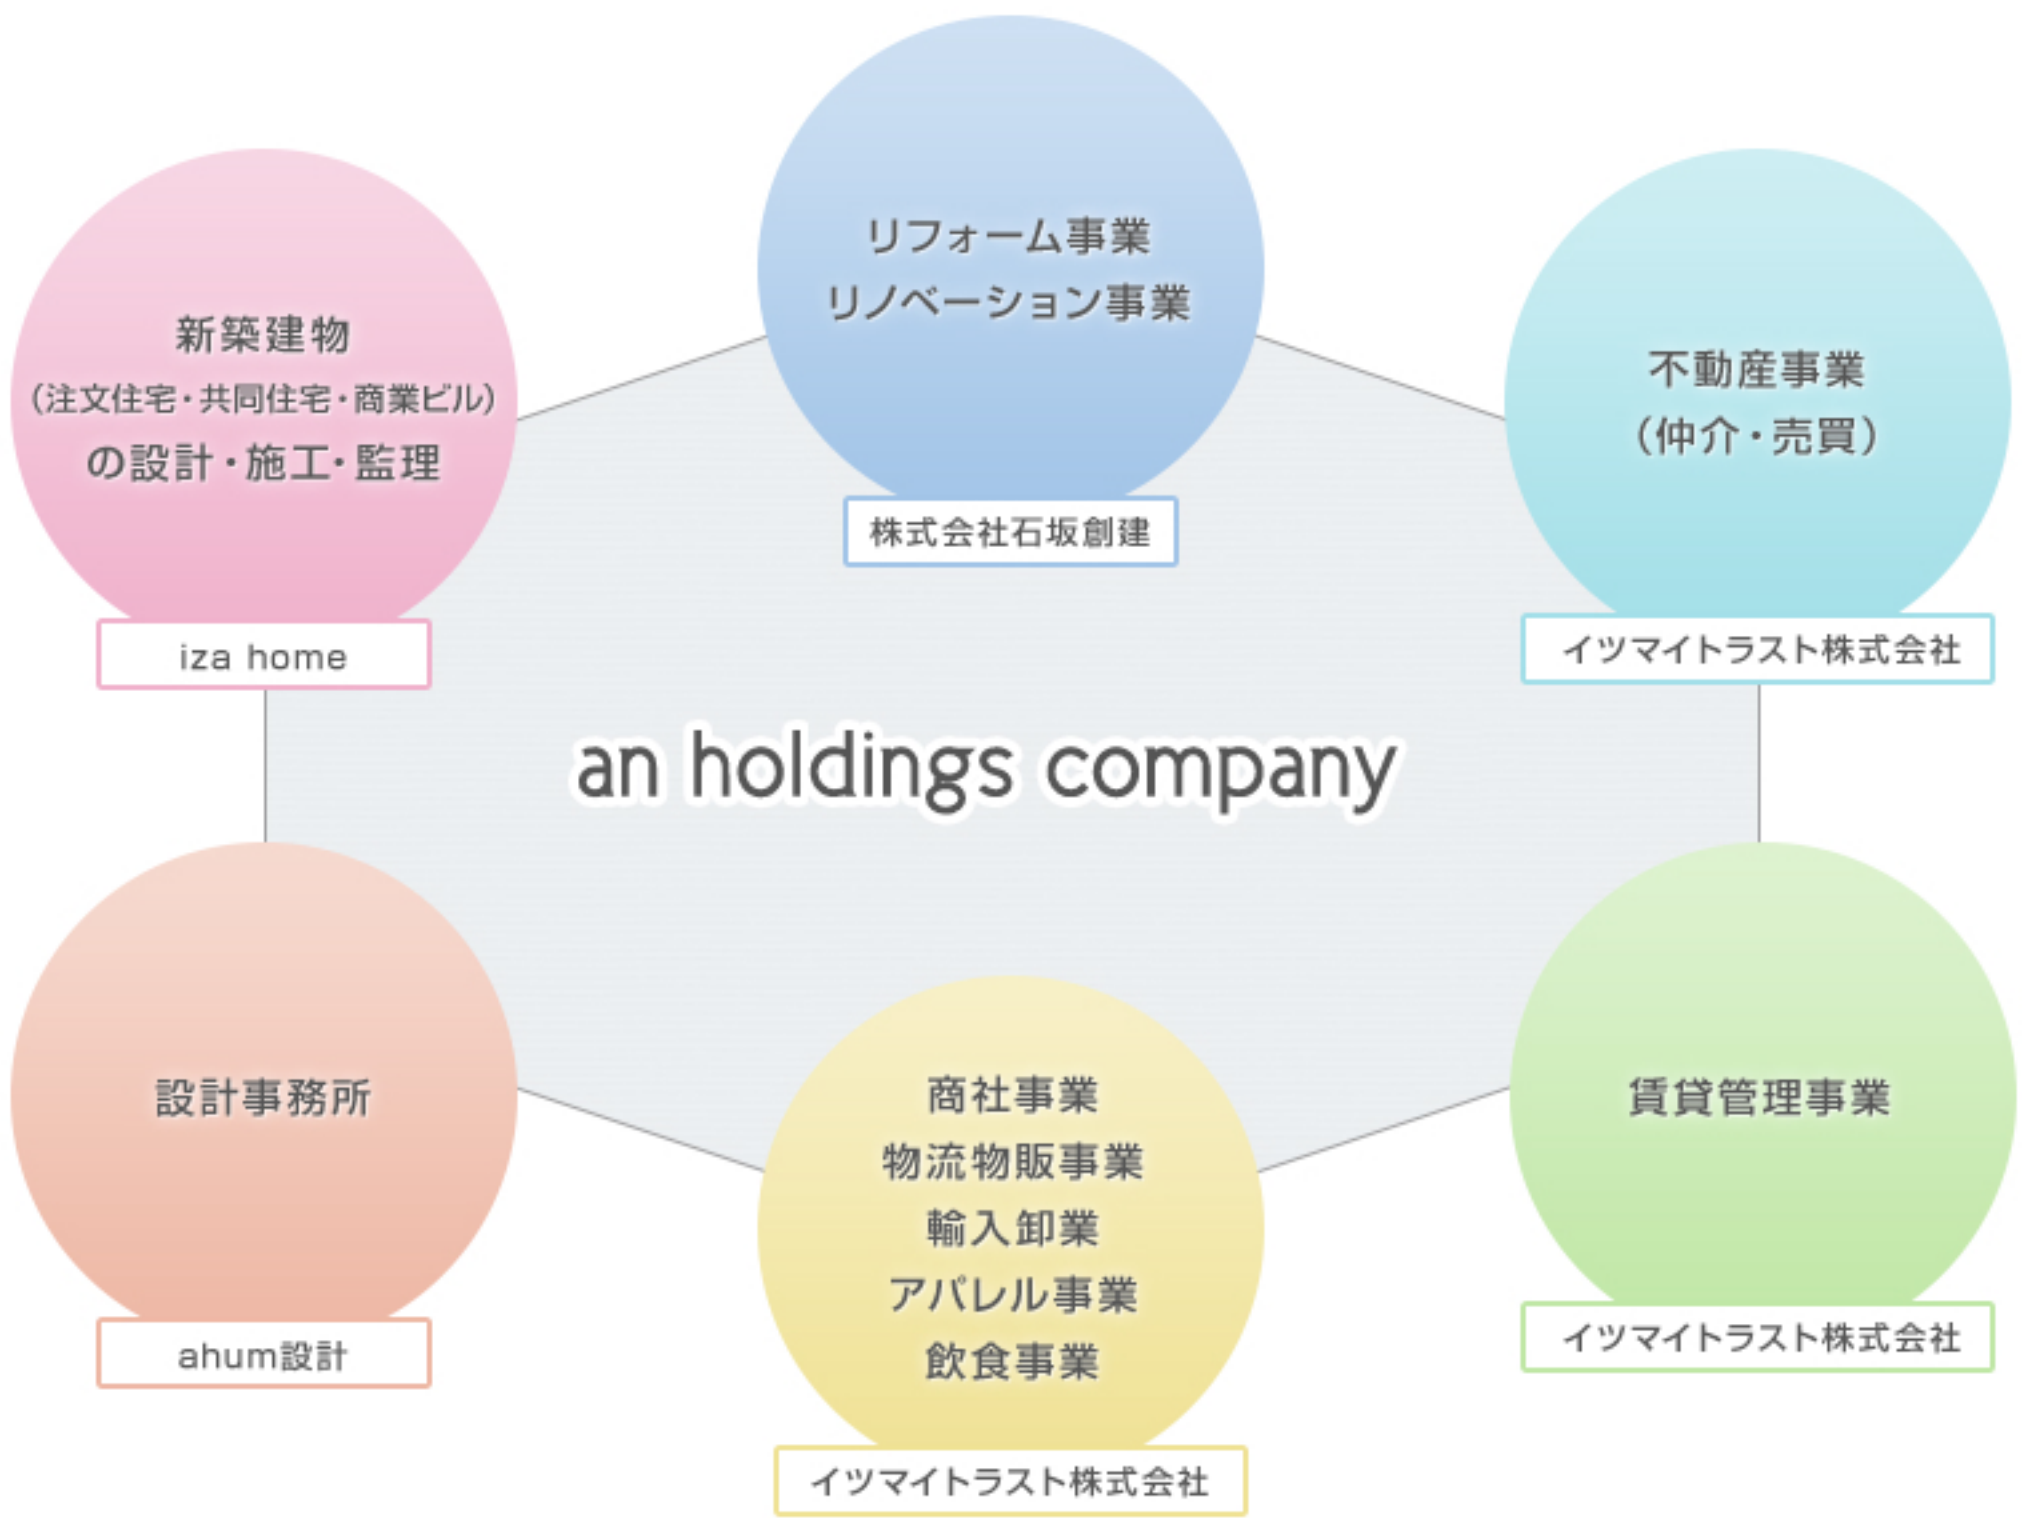 リフォーム事業
リノベーション事業
株式会社石坂創建
新築建物
(注文住宅・共同住宅・商業ビル)
の設計・施工・監理
iza home
不動産事業
(仲介・売買)
イツマイトラスト株式会社
an holdings company
設計事務所
ahum設計
商社事業
物流物販事業
輸入卸業
アパレル事業
飲食事業
イツマイトラスト株式会社
賃貸管理事業
イツマイトラスト株式会社